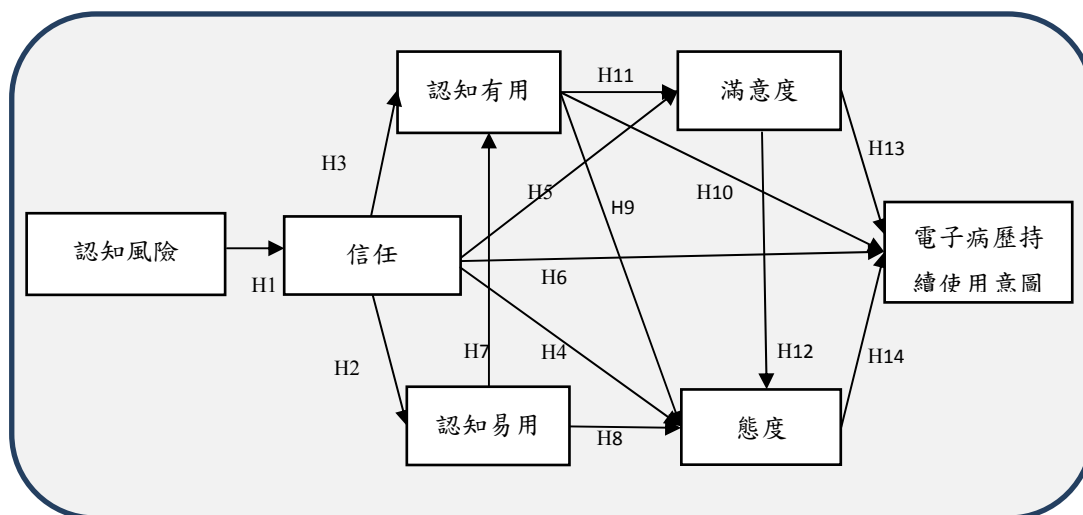 認知有用
H11
滿意度
H3
H13
H5
H9
H10
認知風險
信任
電子病歷持
續使用意圖
H1
H6
H2
H7
H4
H12
H14
認知易用
H8
態度